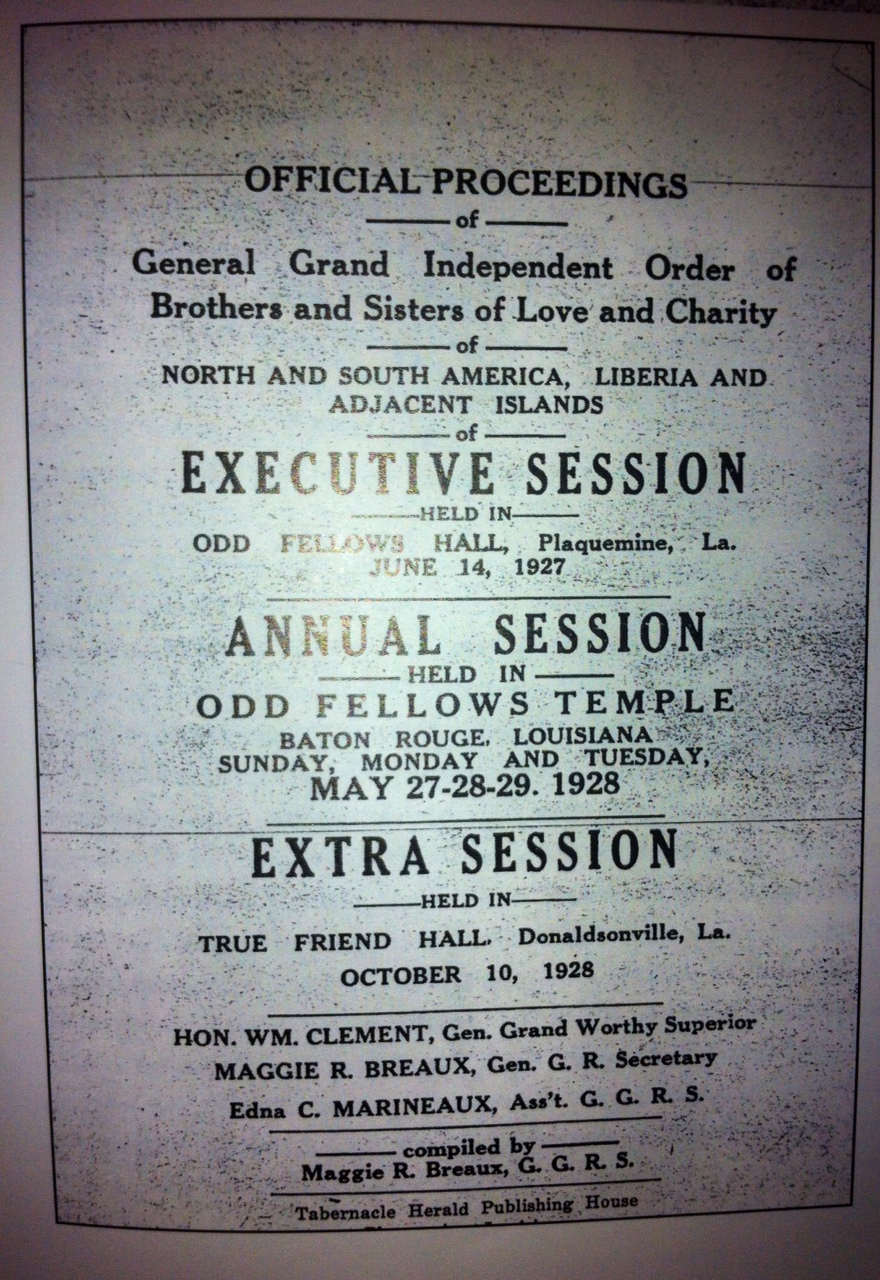 OFFICIAL PROCEEDINGS
of
General Grand Independent Order of
Brothers and Sisters of Love and Charity
of
NORTH AND SOUTH AMERICA, LIBERIA AND
ADJACENT ISLANDS
of
EXECUTIVE SESSION
HELD IN
ODD FELLOWS HALL, Plaquemine, La.
JUNE 14, 1927
ANNUAL SESSION
HELD IN
ODD FELLOWS TEMPLE
BATON ROUGE, LOUISIANA
SUNDAY, MONDAY AND TUESDAY,
MAY 27-28-29. 1928
EXTRA SESSION
HELD IN
TRUE FRIEND HALL. Donaldsonville, La.
OCTOBER 10, 1928
HON. WM. CLEMENT, Gen. Grand Worthy Superior
MAGGIE R. BREAUX, Gen. G. R. Secretary
Edna C. MARINEAUX, Ass't. G. G. R. S.
compiled by
Maggie R. Breaux, G. G. R. S.
Tabernacle Herald Publishing House